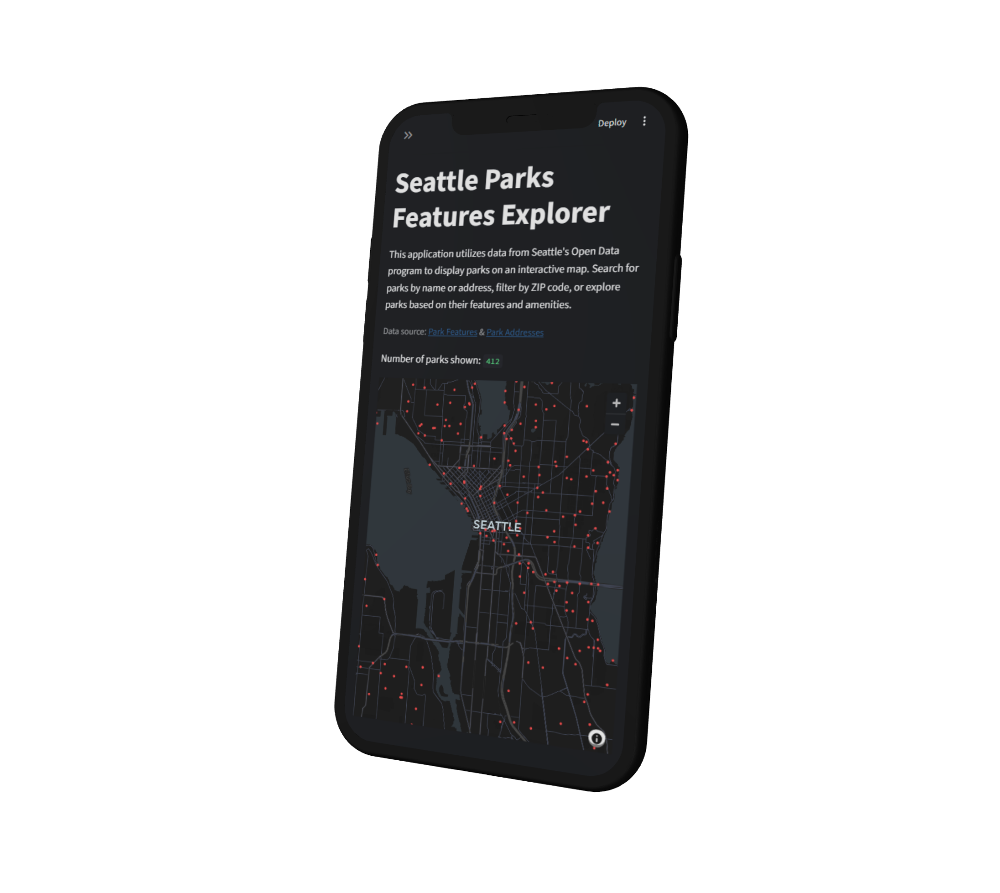 Deploy
Seattle Parks
Features Explorer
This application utilizes data from Seattle's Open Data
program to display parks on an interactive map. Search for
parks by name or address, filter by ZIP code, or explore
parks based on their features and amenities.
Data source: Park Features & Park Addresses
Number of parks shown: 412
SEATTLE